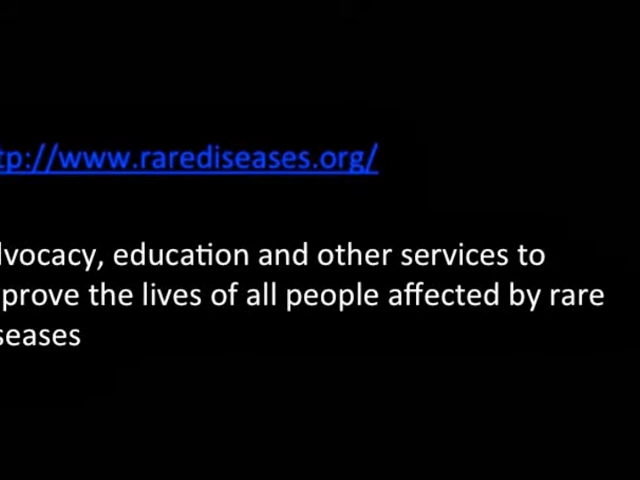 tp://www.rarediseases.org/
dvocacy, education and other services to
prove the lives of all people affected by rare
seases